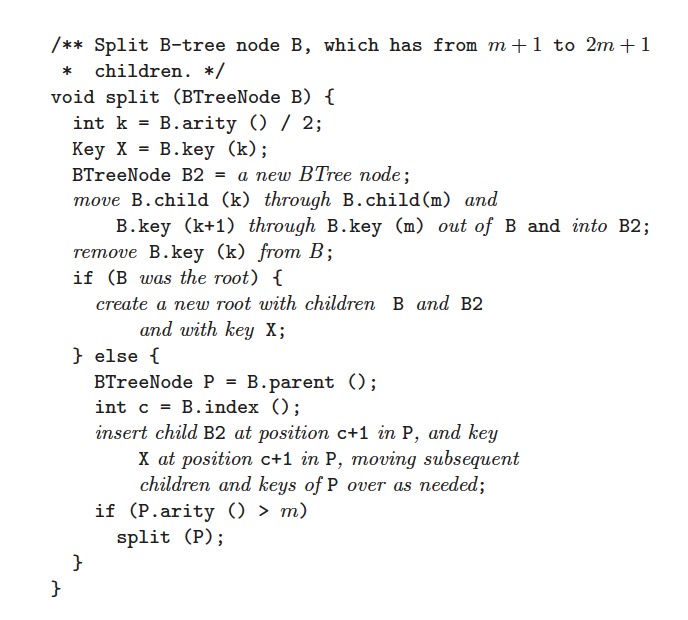 /** Split B-tree node B, which has from m + 1 to 2m + 1
 *  children. */
void split (BTreeNode B) {
  int k = B.arity () / 2;
  Key X = B.key (k);
  BTreeNode B2 = a new BTree node;
  move B.child (k) through B.child(m) and
      B.key (k+1) through B.key (m) out of B and into B2;
  remove B.key (k) from B;
  if (B was the root) {
    create a new root with children B and B2
        and with key X;
  } else {
    BTreeNode P = B.parent ();
    int c = B.index ();
    insert child B2 at position c+1 in P, and key
        X at position c+1 in P, moving subsequent
        children and keys of P over as needed;
    if (P.arity () > m)
      split (P);
  }
}